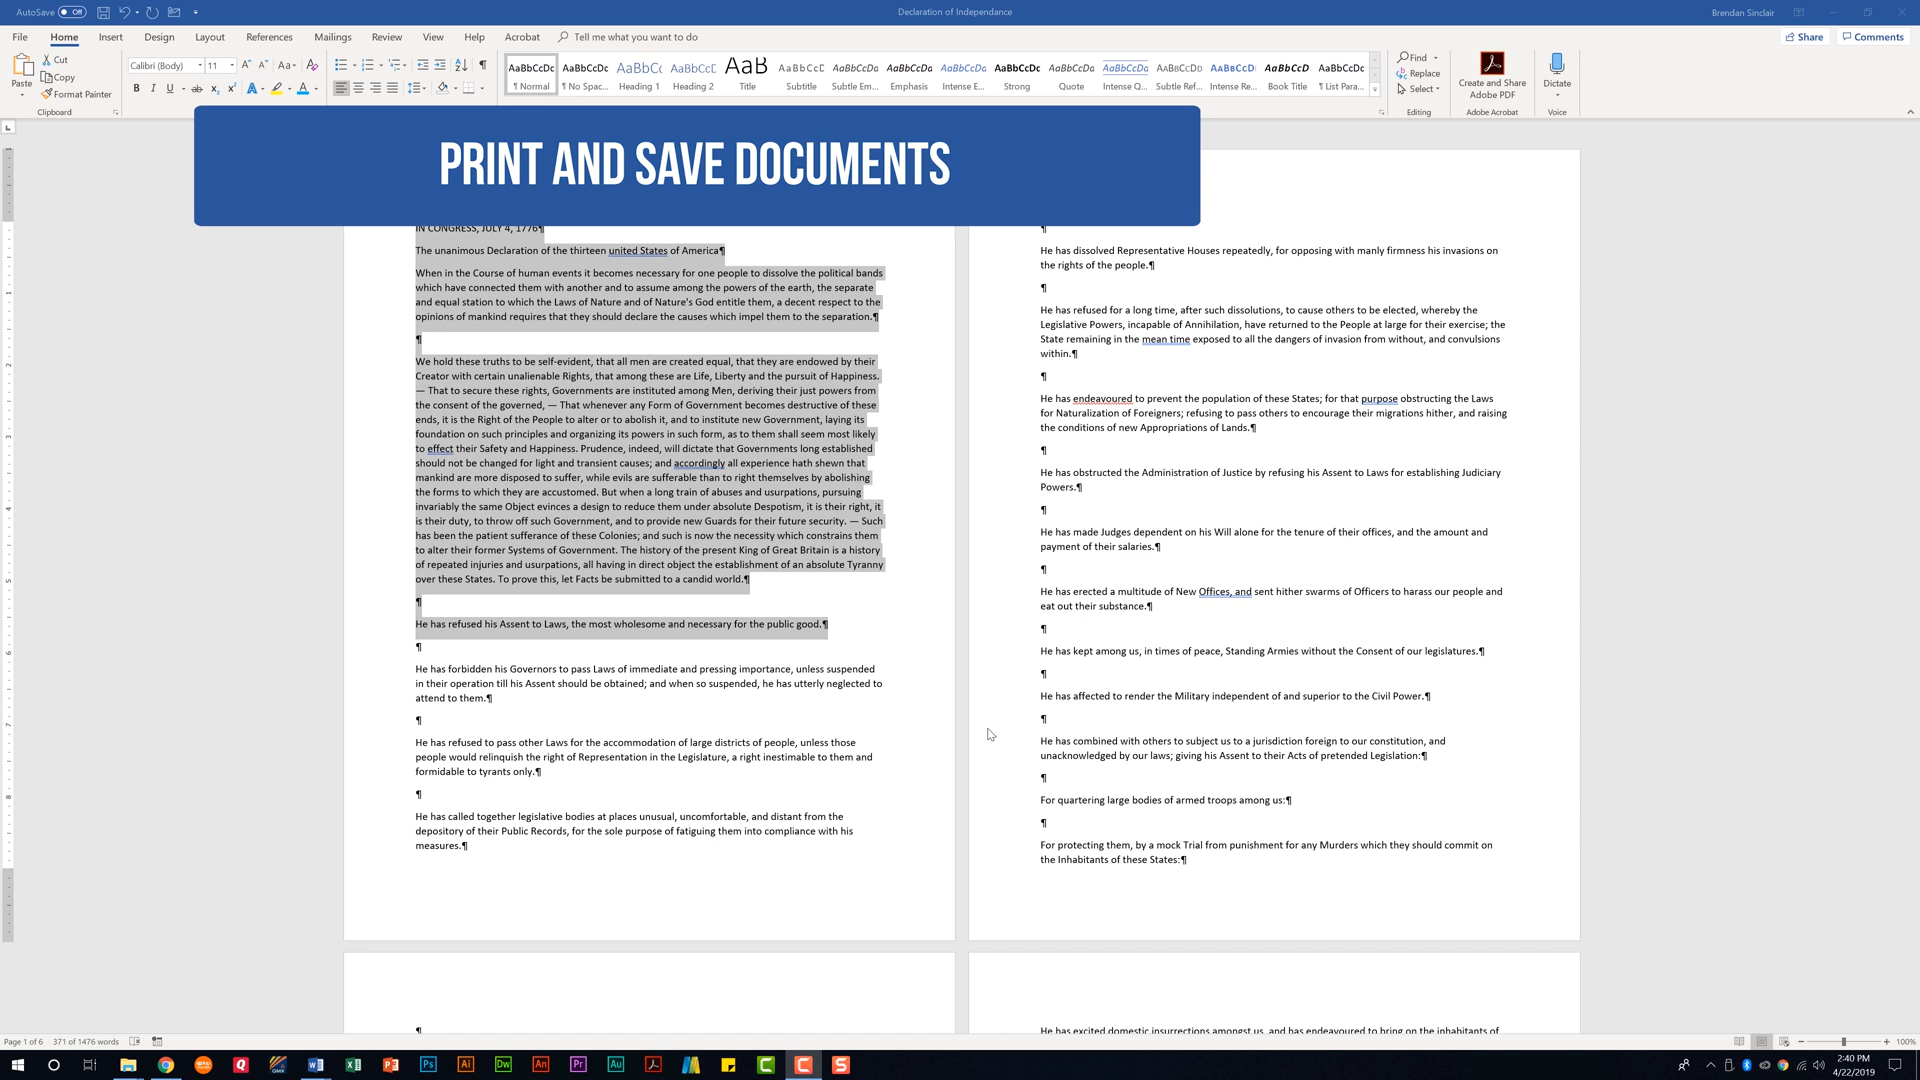 AutoSave Off
Declaration of Independance
Brendan Sinclair
File Home Insert Design Layout References Mailings Review View Help Acrobat Tell me what you want to do
Share Comments
Paste
Cut
Copy
Format Painter
Clipboard
Calibri (Body) 11
AaBbCcDc AaBbCcDc AaBbCc AaBbCcD AaB AaBbCcD AaBbCcDd AaBbCcDd AaBbCcDd AaBbCcDc AaBbCcDd AaBbCcDd AaBbCcDd AaBbCcD AaBbCcD AaBbCcDc
¶ Normal ¶ No Spac... Heading 1 Heading 2 Title Subtitle Subtle Em... Emphasis Intense E... Strong Quote Intense Q... Subtle Ref... Intense Re... Book Title ¶ List Para...
Find
Replace
Select
Editing
Create and Share
Adobe PDF
Adobe Acrobat
Dictate
Voice
PRINT AND SAVE DOCUMENTS
IN CONGRESS, JULY 4, 1776¶
The unanimous Declaration of the thirteen united States of America¶
When in the Course of human events it becomes necessary for one people to dissolve the political bands
which have connected them with another and to assume among the powers of the earth, the separate
and equal station to which the Laws of Nature and of Nature's God entitle them, a decent respect to the
opinions of mankind requires that they should declare the causes which impel them to the separation.¶
¶
We hold these truths to be self-evident, that all men are created equal, that they are endowed by their
Creator with certain unalienable Rights, that among these are Life, Liberty and the pursuit of Happiness.
— That to secure these rights, Governments are instituted among Men, deriving their just powers from
the consent of the governed, — That whenever any Form of Government becomes destructive of these
ends, it is the Right of the People to alter or to abolish it, and to institute new Government, laying its
foundation on such principles and organizing its powers in such form, as to them shall seem most likely
to effect their Safety and Happiness. Prudence, indeed, will dictate that Governments long established
should not be changed for light and transient causes; and accordingly all experience hath shewn that
mankind are more disposed to suffer, while evils are sufferable than to right themselves by abolishing
the forms to which they are accustomed. But when a long train of abuses and usurpations, pursuing
invariably the same Object evinces a design to reduce them under absolute Despotism, it is their right, it
is their duty, to throw off such Government, and to provide new Guards for their future security. — Such
has been the patient sufferance of these Colonies; and such is now the necessity which constrains them
to alter their former Systems of Government. The history of the present King of Great Britain is a history
of repeated injuries and usurpations, all having in direct object the establishment of an absolute Tyranny
over these States. To prove this, let Facts be submitted to a candid world.¶
¶
He has refused his Assent to Laws, the most wholesome and necessary for the public good.¶
¶
He has forbidden his Governors to pass Laws of immediate and pressing importance, unless suspended
in their operation till his Assent should be obtained; and when so suspended, he has utterly neglected to
attend to them.¶
¶
He has refused to pass other Laws for the accommodation of large districts of people, unless those
people would relinquish the right of Representation in the Legislature, a right inestimable to them and
formidable to tyrants only.¶
¶
He has called together legislative bodies at places unusual, uncomfortable, and distant from the
depository of their Public Records, for the sole purpose of fatiguing them into compliance with his
measures.¶
¶
¶
He has dissolved Representative Houses repeatedly, for opposing with manly firmness his invasions on
the rights of the people.¶
¶
He has refused for a long time, after such dissolutions, to cause others to be elected, whereby the
Legislative Powers, incapable of Annihilation, have returned to the People at large for their exercise; the
State remaining in the mean time exposed to all the dangers of invasion from without, and convulsions
within.¶
¶
He has endeavoured to prevent the population of these States; for that purpose obstructing the Laws
for Naturalization of Foreigners; refusing to pass others to encourage their migrations hither, and raising
the conditions of new Appropriations of Lands.¶
¶
He has obstructed the Administration of Justice by refusing his Assent to Laws for establishing Judiciary
Powers.¶
¶
He has made Judges dependent on his Will alone for the tenure of their offices, and the amount and
payment of their salaries.¶
¶
He has erected a multitude of New Offices, and sent hither swarms of Officers to harass our people and
eat out their substance.¶
¶
He has kept among us, in times of peace, Standing Armies without the Consent of our legislatures.¶
¶
He has affected to render the Military independent of and superior to the Civil Power.¶
¶
He has combined with others to subject us to a jurisdiction foreign to our constitution, and
unacknowledged by our laws; giving his Assent to their Acts of pretended Legislation:¶
¶
For quartering large bodies of armed troops among us:¶
¶
For protecting them, by a mock Trial from punishment for any Murders which they should commit on
the Inhabitants of these States:¶
He has excited domestic insurrections amongst us, and has endeavoured to bring on the inhabitants of
Page 1 of 6 371 of 1476 words
100%
2:40 PM
4/22/2019